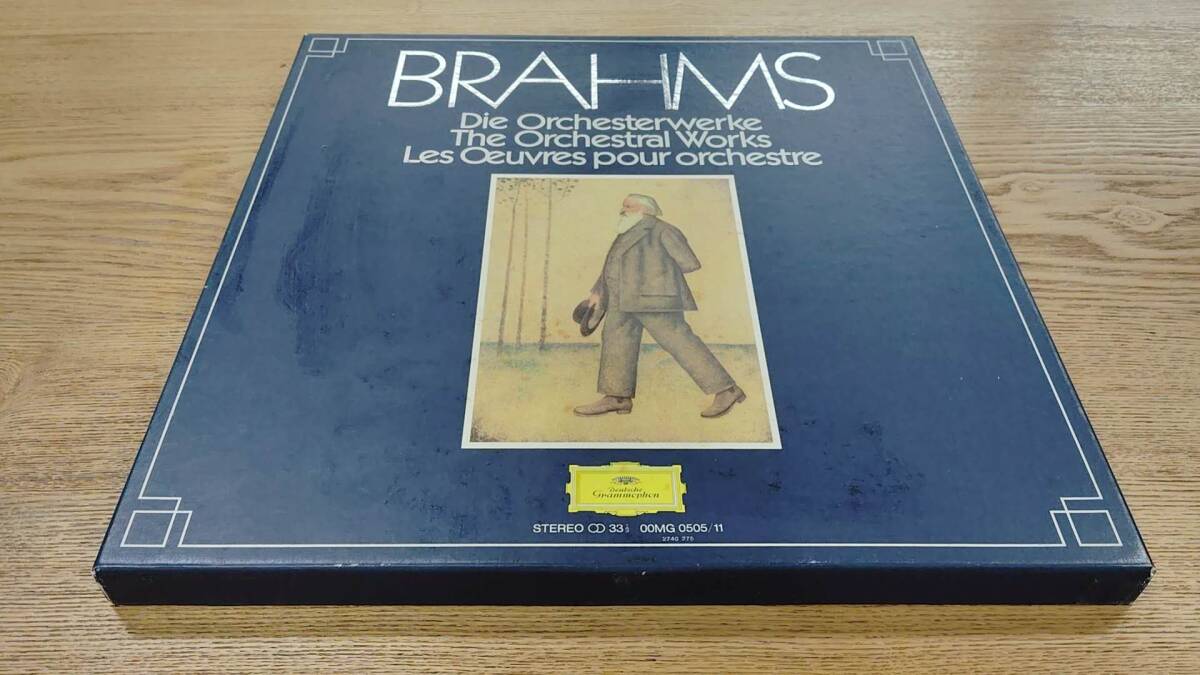 BRAHMS
Die Orchesterwerke
The Orchestral Works
Les Œuvres pour orchestre
Deutsche
Grammophon
STEREO 33⅓ 00MG 0505/11
2740 275